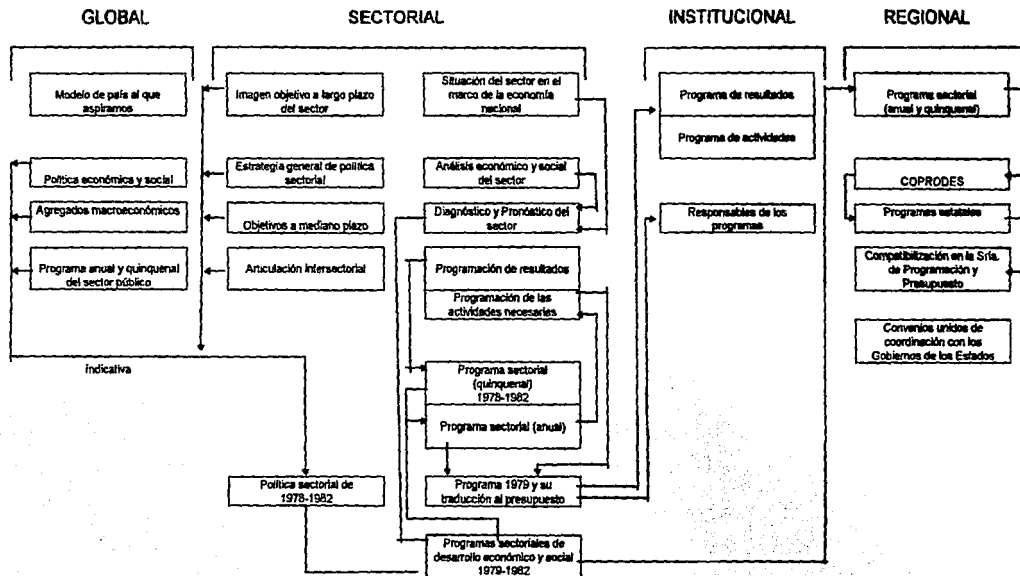 GLOBAL
SECTORIAL
INSTITUCIONAL
REGIONAL
Modelo de país al que
aspiramos
Política económica y social
Agregados macroeconómicos
Programa anual y quinquenal
del sector público
indicativa
Imagen objetivo a largo plazo
del sector
Estrategia general de política
sectorial
Objetivos a mediano plazo
Articulación intersectorial
Política sectorial de
1978-1982
Situación del sector en el
marco de la economía
nacional
Análisis económico y social
del sector
Diagnóstico y Pronóstico del
sector
Programación de resultados
Programación de las
actividades necesarias
Programa sectorial
(quinquenal)
1978-1982
Programa sectorial (anual)
Programa 1979 y su
traducción al presupuesto
Programas sectoriales de
desarrollo económico y social
1979-1982
Programa de resultados
Programa de actividades
Responsables de los
programas
Programa sectorial
(anual y quinquenal)
COPRODES
Programas estatales
Compatibilización en la Sría.
de Programación y
Presupuesto
Convenios unidos de
coordinación con los
Gobiernos de los Estados